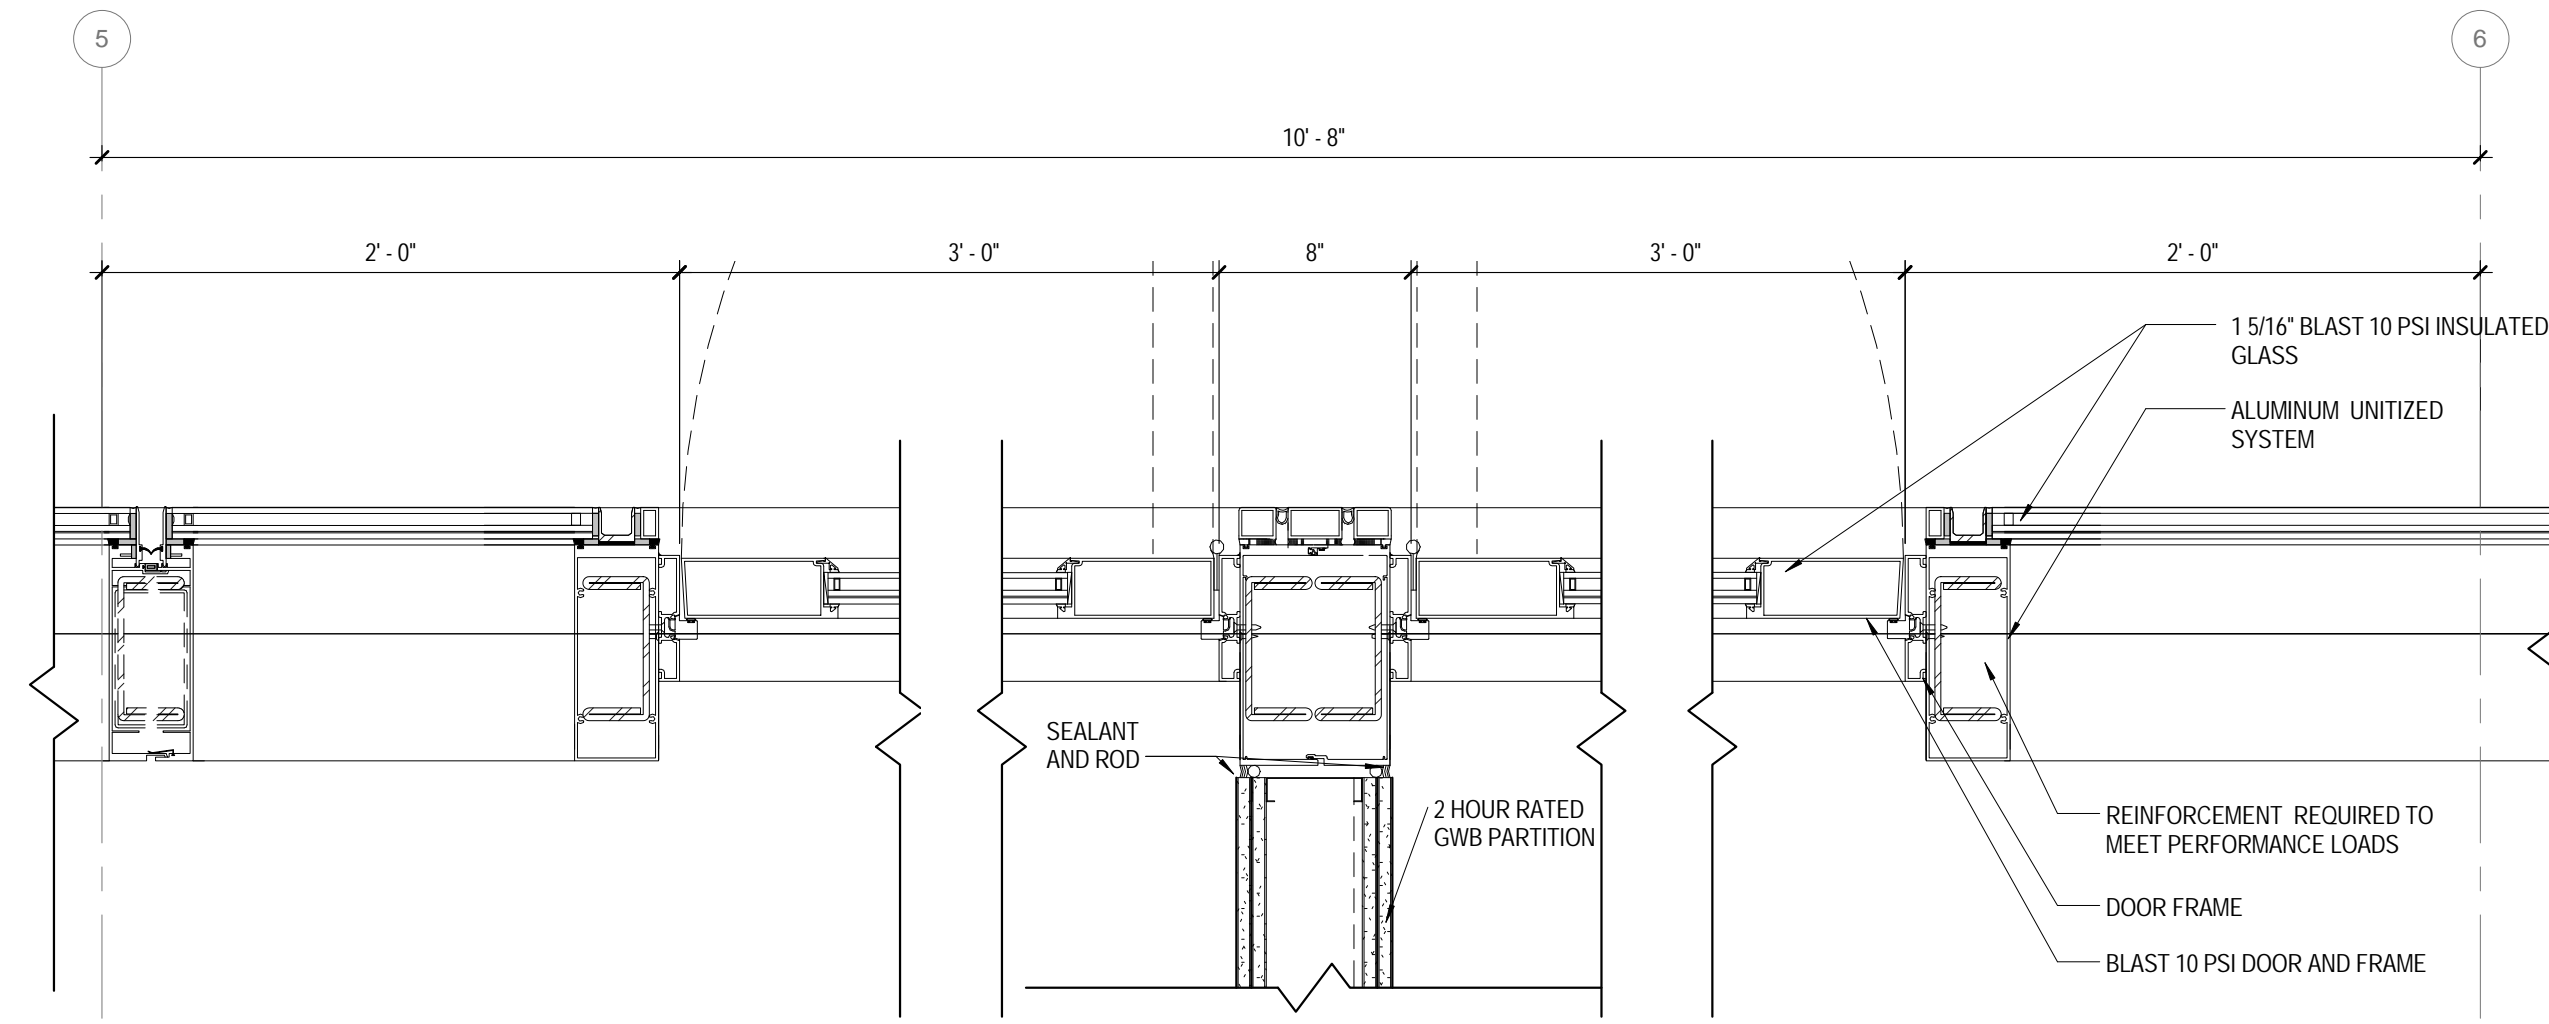 5
6
10' - 8"
2' - 0"
3' - 0"
8"
3' - 0"
2' - 0"
1 5/16" BLAST 10 PSI INSULATED
GLASS
ALUMINUM UNITIZED
SYSTEM
SEALANT
AND ROD
2 HOUR RATED
GWB PARTITION
REINFORCEMENT REQUIRED TO
MEET PERFORMANCE LOADS
DOOR FRAME
BLAST 10 PSI DOOR AND FRAME